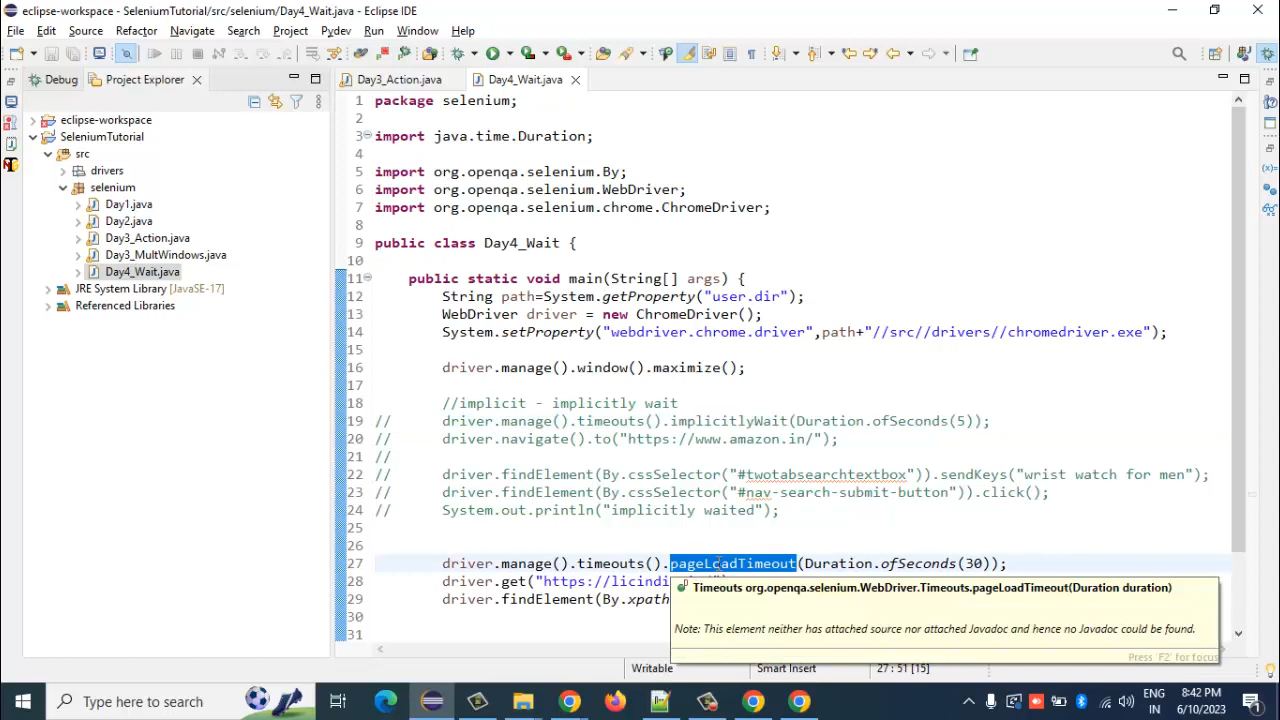 eclipse-workspace - SeleniumTutorial/src/selenium/Day4_Wait.java - Eclipse IDE
File Edit Source Refactor Navigate Search Project Pydev Run Window Help
Debug Project Explorer
Day3_Action.java Day4_Wait.java
eclipse-workspace
SeleniumTutorial
src
drivers
selenium
Day1.java
Day2.java
Day3_Action.java
Day3_MultWindows.java
Day4_Wait.java
JRE System Library [JavaSE-17]
Referenced Libraries
1 package selenium;
2
3 import java.time.Duration;
4
5 import org.openqa.selenium.By;
6 import org.openqa.selenium.WebDriver;
7 import org.openqa.selenium.chrome.ChromeDriver;
8
9 public class Day4_Wait {
10
11 public static void main(String[] args) {
12 String path=System.getProperty("user.dir");
13 WebDriver driver = new ChromeDriver();
14 System.setProperty("webdriver.chrome.driver",path+"//src//drivers//chromedriver.exe");
15
16 driver.manage().window().maximize();
17
18 //implicit - implicitly wait
19 // driver.manage().timeouts().implicitlyWait(Duration.ofSeconds(5));
20 // driver.navigate().to("https://www.amazon.in/");
21 //
22 // driver.findElement(By.cssSelector("#twotabsearchtextbox")).sendKeys("wrist watch for men");
23 // driver.findElement(By.cssSelector("#nav-search-submit-button")).click();
24 // System.out.println("implicitly waited");
25
26
27 driver.manage().timeouts().pageLoadTimeout(Duration.ofSeconds(30));
28 driver.get("https://licindi
29 driver.findElement(By.xpath
30
31
Timeouts org.openqa.selenium.WebDriver.Timeouts.pageLoadTimeout(Duration duration)
Note: This element neither has attached source nor attached Javadoc and hence no Javadoc could be found.
Press 'F2' for focus
Writable Smart Insert 27 : 51 [15]
Type here to search
ENG
IN
8:42 PM
6/10/2023